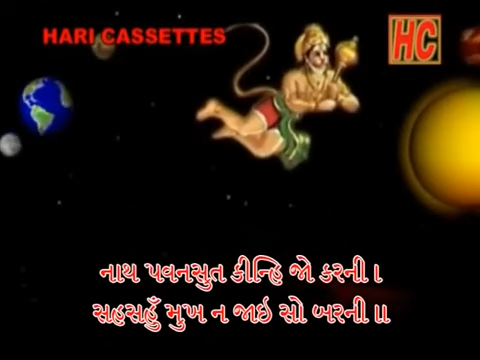 HARI CASSETTES
HC
નાથ પવનસુત કીન્હિ જો કરની ।
સહસહુઁ મુખ ન જાઇ સો બરની ॥